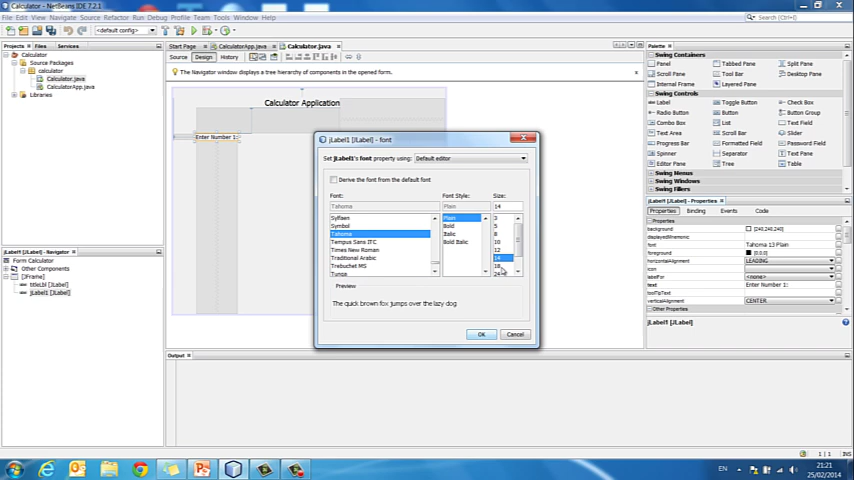 Calculator - NetBeans IDE 7.2.1
File Edit View Navigate Source Refactor Run Debug Profile Team Tools Window Help
Search (Ctrl+I)
<default config>
Projects Files Services
Calculator
Source Packages
calculator
Calculator.java
CalculatorApp.java
Libraries
Start Page CalculatorApp.java Calculator.java
Source Design History
The Navigator window displays a tree hierarchy of components in the opened form.
Calculator Application
Enter Number 1:
jLabel1 [JLabel] - font
Set jLabel1's font property using: Default editor
Derive the font from the default font
Font: Font Style: Size:
Tahoma Plain 14
Sylfaen Plain 3
Symbol Bold 5
Tahoma Italic 8
Tempus Sans ITC Bold Italic 10
Times New Roman 12
Traditional Arabic 14
Trebuchet MS 18
Tunga 24
Preview
The quick brown fox jumps over the lazy dog
OK Cancel
Palette
Swing Containers
Panel Tabbed Pane Split Pane
Scroll Pane Tool Bar Desktop Pane
Internal Frame Layered Pane
Swing Controls
Label Toggle Button Check Box
Radio Button Button Group
Combo Box List Text Field
Text Area Scroll Bar Slider
Progress Bar Formatted Field Password Field
Spinner Separator Text Pane
Editor Pane Tree Table
Swing Menus
Swing Windows
Swing Fillers
jLabel1 [JLabel] - Properties
Properties Binding Events Code
Properties
background [240,240,240]
displayedMnemonic
font Tahoma 13 Plain
foreground [0,0,0]
horizontalAlignment LEADING
icon
labelFor <none>
text Enter Number 1:
toolTipText
verticalAlignment CENTER
Other Properties
jLabel1 [JLabel]
jLabel1 [JLabel] - Navigator
Form Calculator
Other Components
[JFrame]
titleLbl [JLabel]
jLabel1 [JLabel]
Output
1 | 1 INS
EN
21:21
25/02/2014